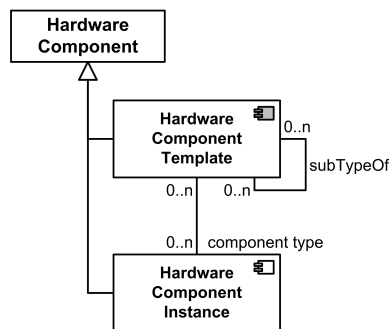 Hardware
Component
Hardware
Component
Template
0..n
subTypeOf
0..n
0..n
0..n
component type
Hardware
Component
Instance